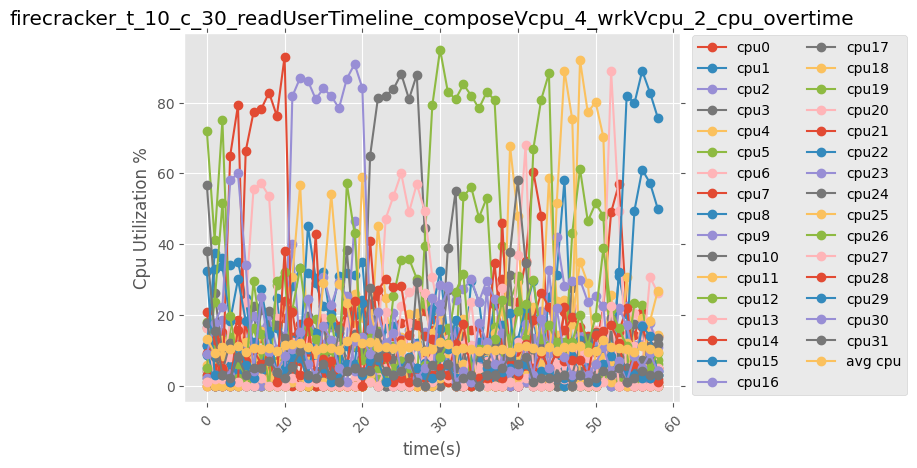 firecracker_t_10_c_30_readUserTimeline_composeVcpu_4_wrkVcpu_2_cpu_overtime
Cpu Utilization %
80
60
40
20
0
0
10
20
30
40
50
60
time(s)
cpu0
cpu1
cpu2
cpu3
cpu4
cpu5
cpu6
cpu7
cpu8
cpu9
cpu10
cpu11
cpu12
cpu13
cpu14
cpu15
cpu16
cpu17
cpu18
cpu19
cpu20
cpu21
cpu22
cpu23
cpu24
cpu25
cpu26
cpu27
cpu28
cpu29
cpu30
cpu31
avg cpu